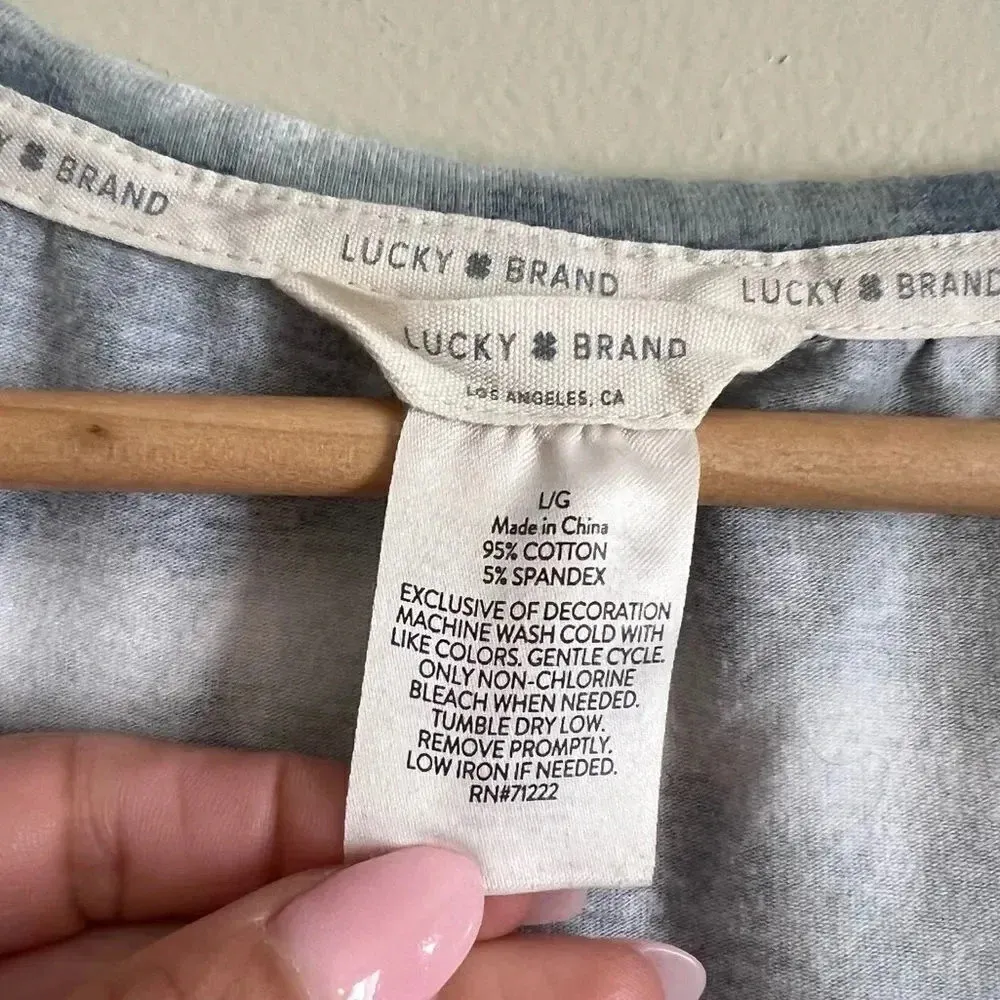 Y BRAND
LUCKY BRAND
LUCKY BRAND
LUCKY BRAND
LOS ANGELES, CA
L/G
Made in China
95% COTTON
5% SPANDEX
EXCLUSIVE OF DECORATION
MACHINE WASH COLD WITH
LIKE COLORS. GENTLE CYCLE.
ONLY NON-CHLORINE
BLEACH WHEN NEEDED.
TUMBLE DRY LOW.
REMOVE PROMPTLY.
LOW IRON IF NEEDED.
RN#71222